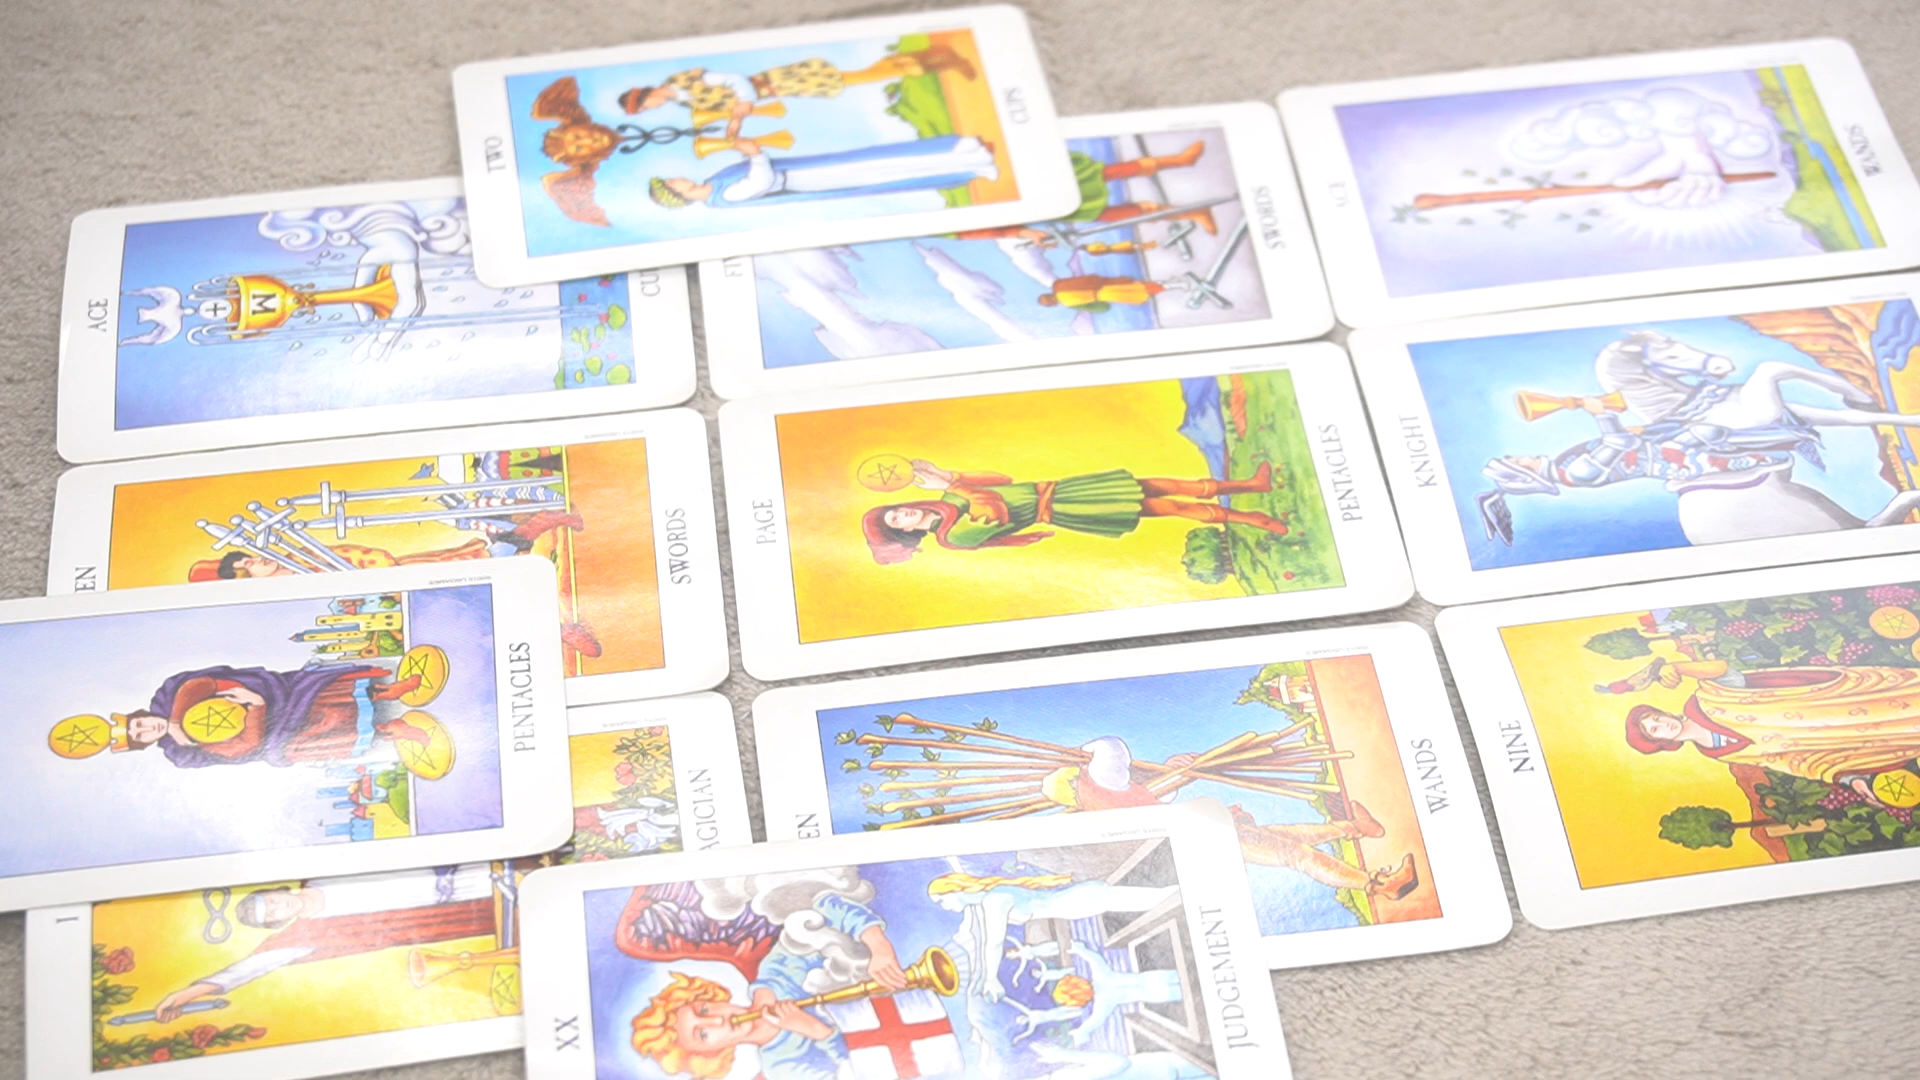 TWO
CUPS
ACE
CU
FI
SWORDS
ACE
WANDS
EN
SWORDS
PAGE
PENTACLES
KNIGHT
PENTACLES
I
AGICIAN
EN
WANDS
NINE
XX
JUDGEMENT
M